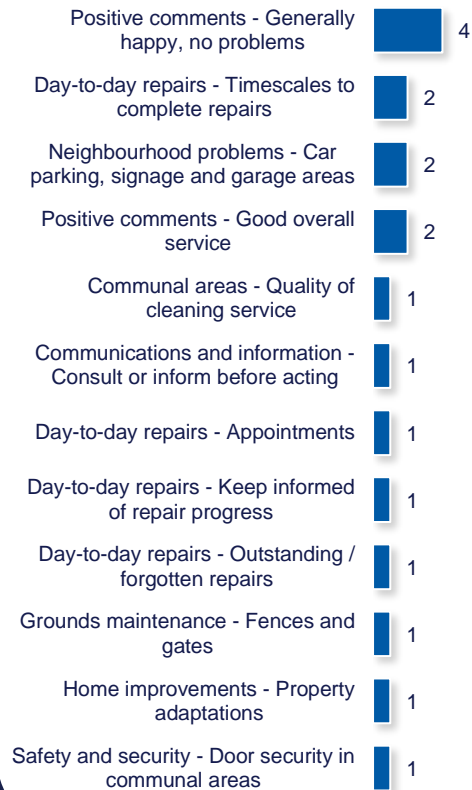 Positive comments - Generally
happy, no problems
4
Day-to-day repairs - Timescales to
complete repairs
2
Neighbourhood problems - Car
parking, signage and garage areas
2
Positive comments - Good overall
service
2
Communal areas - Quality of
cleaning service
1
Communications and information -
Consult or inform before acting
1
Day-to-day repairs - Appointments
1
Day-to-day repairs - Keep informed
of repair progress
1
Day-to-day repairs - Outstanding /
forgotten repairs
1
Grounds maintenance - Fences and
gates
1
Home improvements - Property
adaptations
1
Safety and security - Door security in
communal areas
1